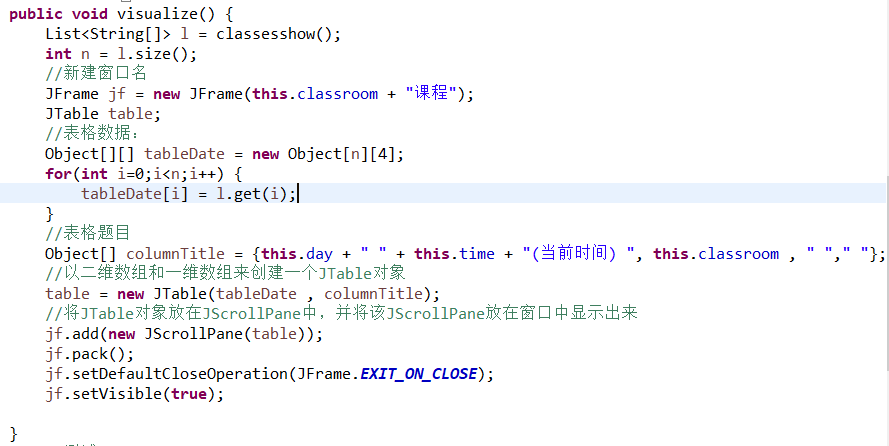 public void visualize() {
List<String[]> l = classesshow();
int n = l.size();
//新建窗口名
JFrame jf = new JFrame(this.classroom + "课程");
JTable table;
//表格数据：
Object[][] tableDate = new Object[n][4];
for(int i=0;i<n;i++) {
tableDate[i] = l.get(i);
}
//表格题目
Object[] columnTitle = {this.day + " " + this.time + "(当前时间) ", this.classroom , " "," "};
//以二维数组和一维数组来创建一个JTable对象
table = new JTable(tableDate , columnTitle);
//将JTable对象放在JScrollPane中，并将该JScrollPane放在窗口中显示出来
jf.add(new JScrollPane(table));
jf.pack();
jf.setDefaultCloseOperation(JFrame.EXIT_ON_CLOSE);
jf.setVisible(true);
}